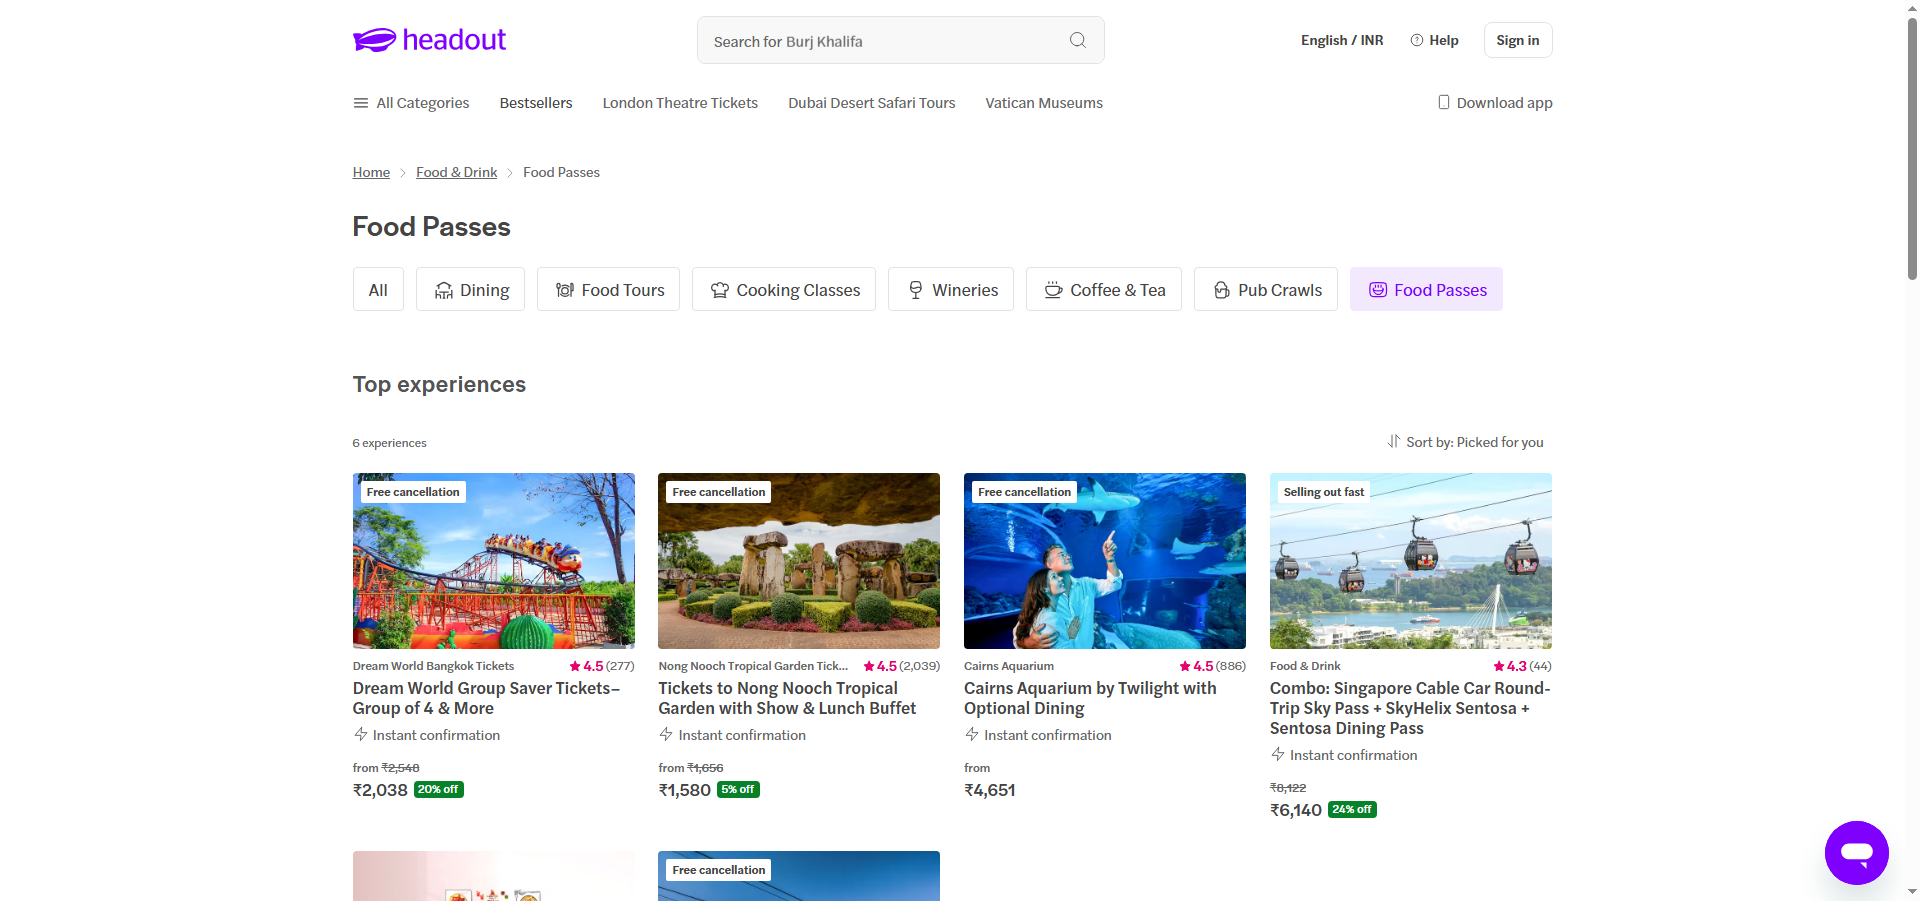 headout
Search for Burj Khalifa
English / INR
Help
Sign in
All Categories
Bestsellers
London Theatre Tickets
Dubai Desert Safari Tours
Vatican Museums
Download app
Home
Food & Drink
Food Passes
Food Passes
All
Dining
Food Tours
Cooking Classes
Wineries
Coffee & Tea
Pub Crawls
Food Passes
Top experiences
6 experiences
Sort by: Picked for you
Free cancellation
Dream World Bangkok Tickets
4.5 (277)
Dream World Group Saver Tickets–
Group of 4 & More
Instant confirmation
from ₹2,548
₹2,038 20% off
Free cancellation
Nong Nooch Tropical Garden Tick...
4.5 (2,039)
Tickets to Nong Nooch Tropical
Garden with Show & Lunch Buffet
Instant confirmation
from ₹1,656
₹1,580 5% off
Free cancellation
Cairns Aquarium
4.5 (886)
Cairns Aquarium by Twilight with
Optional Dining
Instant confirmation
from
₹4,651
Selling out fast
Food & Drink
4.3 (44)
Combo: Singapore Cable Car Round-
Trip Sky Pass + SkyHelix Sentosa +
Sentosa Dining Pass
Instant confirmation
₹8,122
₹6,140 24% off
Free cancellation